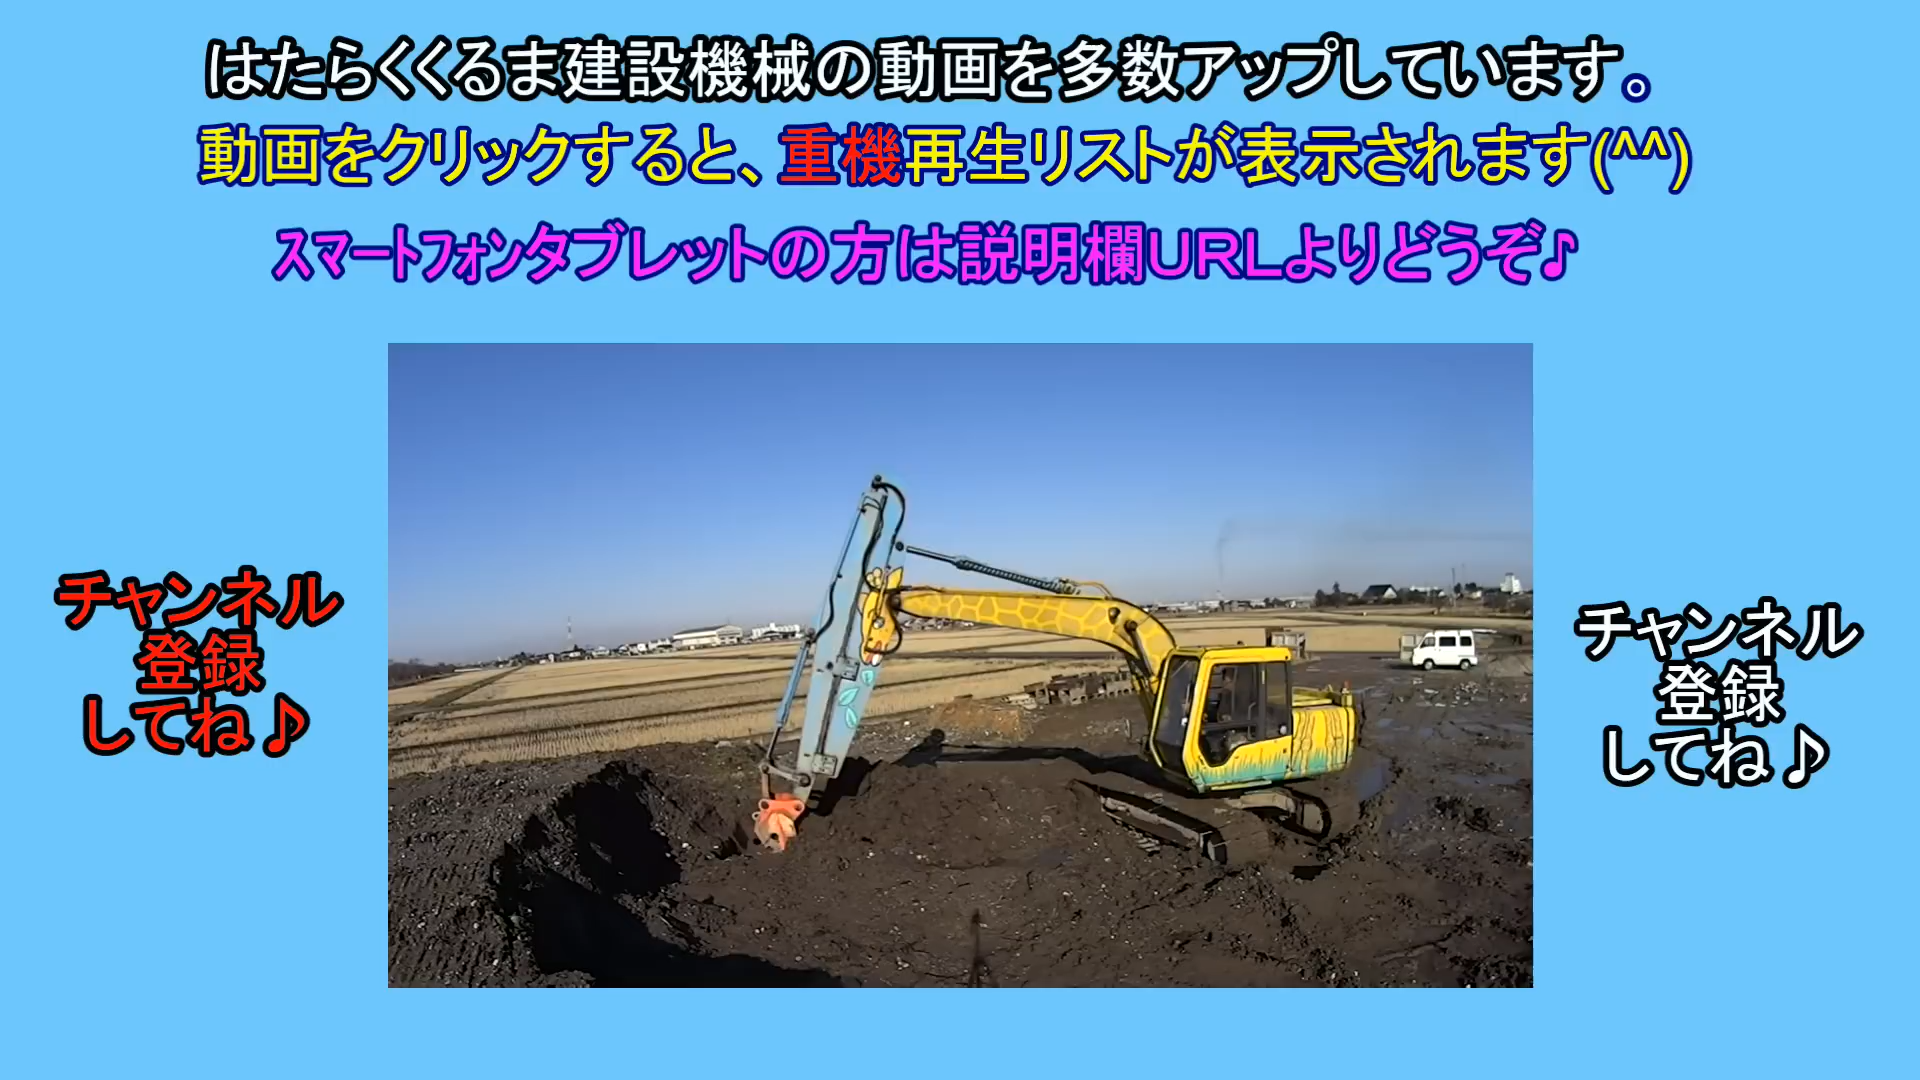 はたらくくるま建設機械の動画を多数アップしています。
動画をクリックすると、重機再生リストが表示されます(^^)
ｽﾏｰﾄﾌｫﾝタブレットの方は説明欄ＵＲＬよりどうぞ♪
チャンネル
登録
してね♪
チャンネル
登録
してね♪